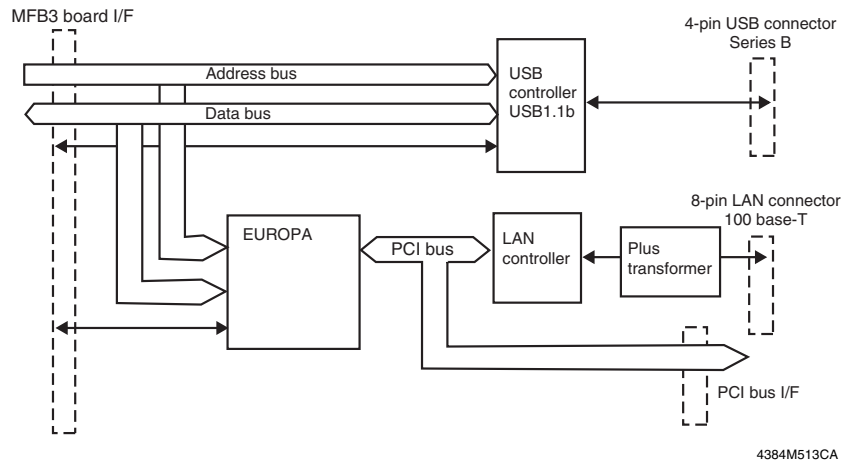 MFB3 board I/F
4-pin USB connector
Series B
Address bus
USB
controller
USB1.1b
Data bus
8-pin LAN connector
100 base-T
EUROPA
PCI bus
LAN
controller
Plus
transformer
PCI bus I/F
4384M513CA